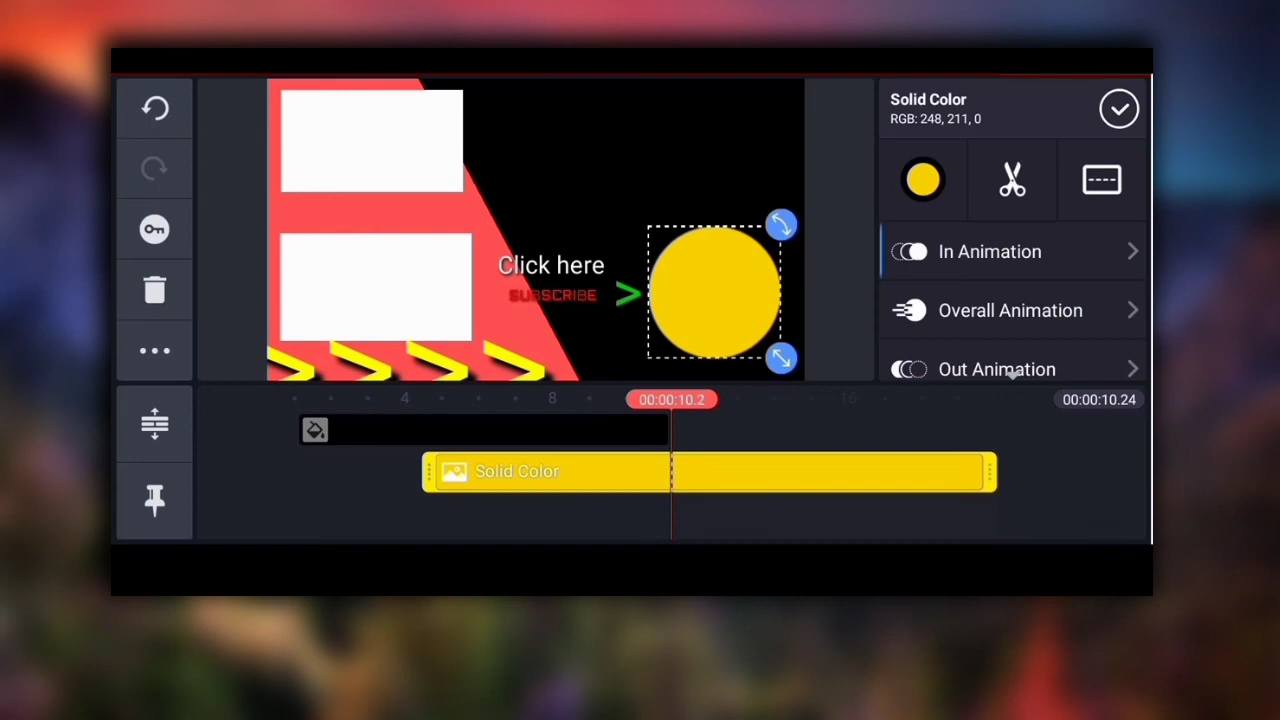 Solid Color
RGB: 248, 211, 0
Click here
SUBSCRIBE
>
> > > >
In Animation
Overall Animation
Out Animation
4 8 00:00:10.2 16 00:00:10.24
Solid Color